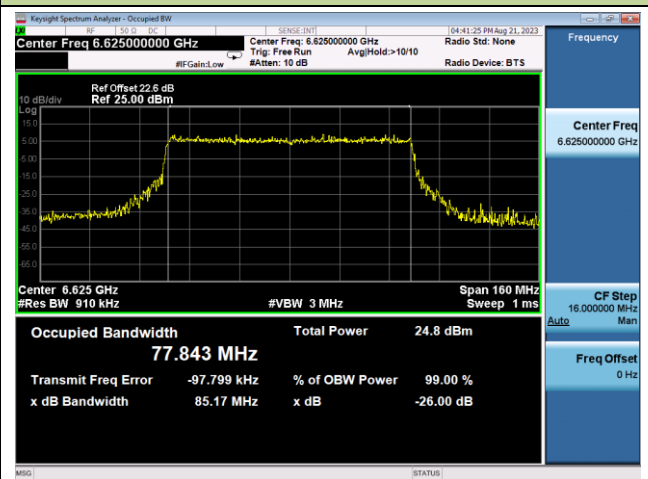 Keysight Spectrum Analyzer - Occupied BW
RF 50 Ω DC SENSE:INT 04:41:25 PM Aug 21, 2023
Center Freq 6.625000000 GHz Center Freq: 6.625000000 GHz Radio Std: None Frequency
Trig: Free Run Avg|Hold:>10/10
#IFGain:Low #Atten: 10 dB Radio Device: BTS
Ref Offset 22.6 dB
10 dB/div Ref 25.00 dBm
Log
15.0
5.00
-5.00
-15.0
-25.0
-35.0
-45.0
-55.0
-65.0
Center 6.625 GHz Span 160 MHz
#Res BW 910 kHz #VBW 3 MHz Sweep 1 ms
Occupied Bandwidth Total Power 24.8 dBm
77.843 MHz
Transmit Freq Error -97.799 kHz % of OBW Power 99.00 %
x dB Bandwidth 85.17 MHz x dB -26.00 dB
Center Freq
6.625000000 GHz
CF Step
16.000000 MHz
Auto Man
Freq Offset
0 Hz
MSG STATUS